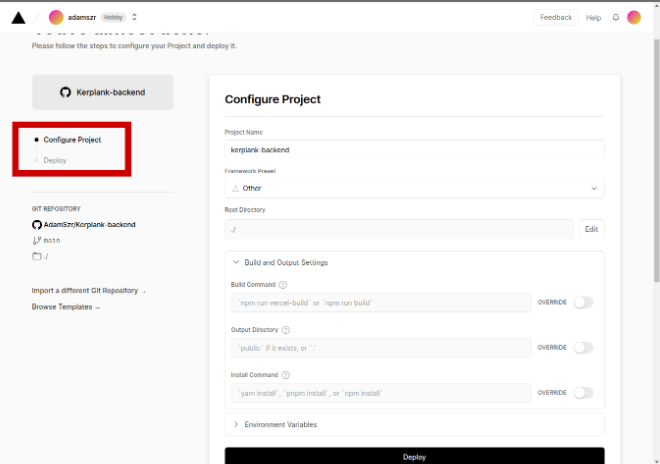 adamszr Hobby
Feedback
Help
Please follow the steps to configure your Project and deploy it.
Kerplank-backend
Configure Project
Deploy
GIT REPOSITORY
AdamSzr/Kerplank-backend
main
./
Import a different Git Repository →
Browse Templates →
Configure Project
Project Name
kerplank-backend
Framework Preset
Other
Root Directory
./
Edit
Build and Output Settings
Build Command
`npm run vercel-build` or `npm run build`
OVERRIDE
Output Directory
`public` if it exists, or `.`
OVERRIDE
Install Command
`yarn install`, `pnpm install`, or `npm install`
OVERRIDE
Environment Variables
Deploy